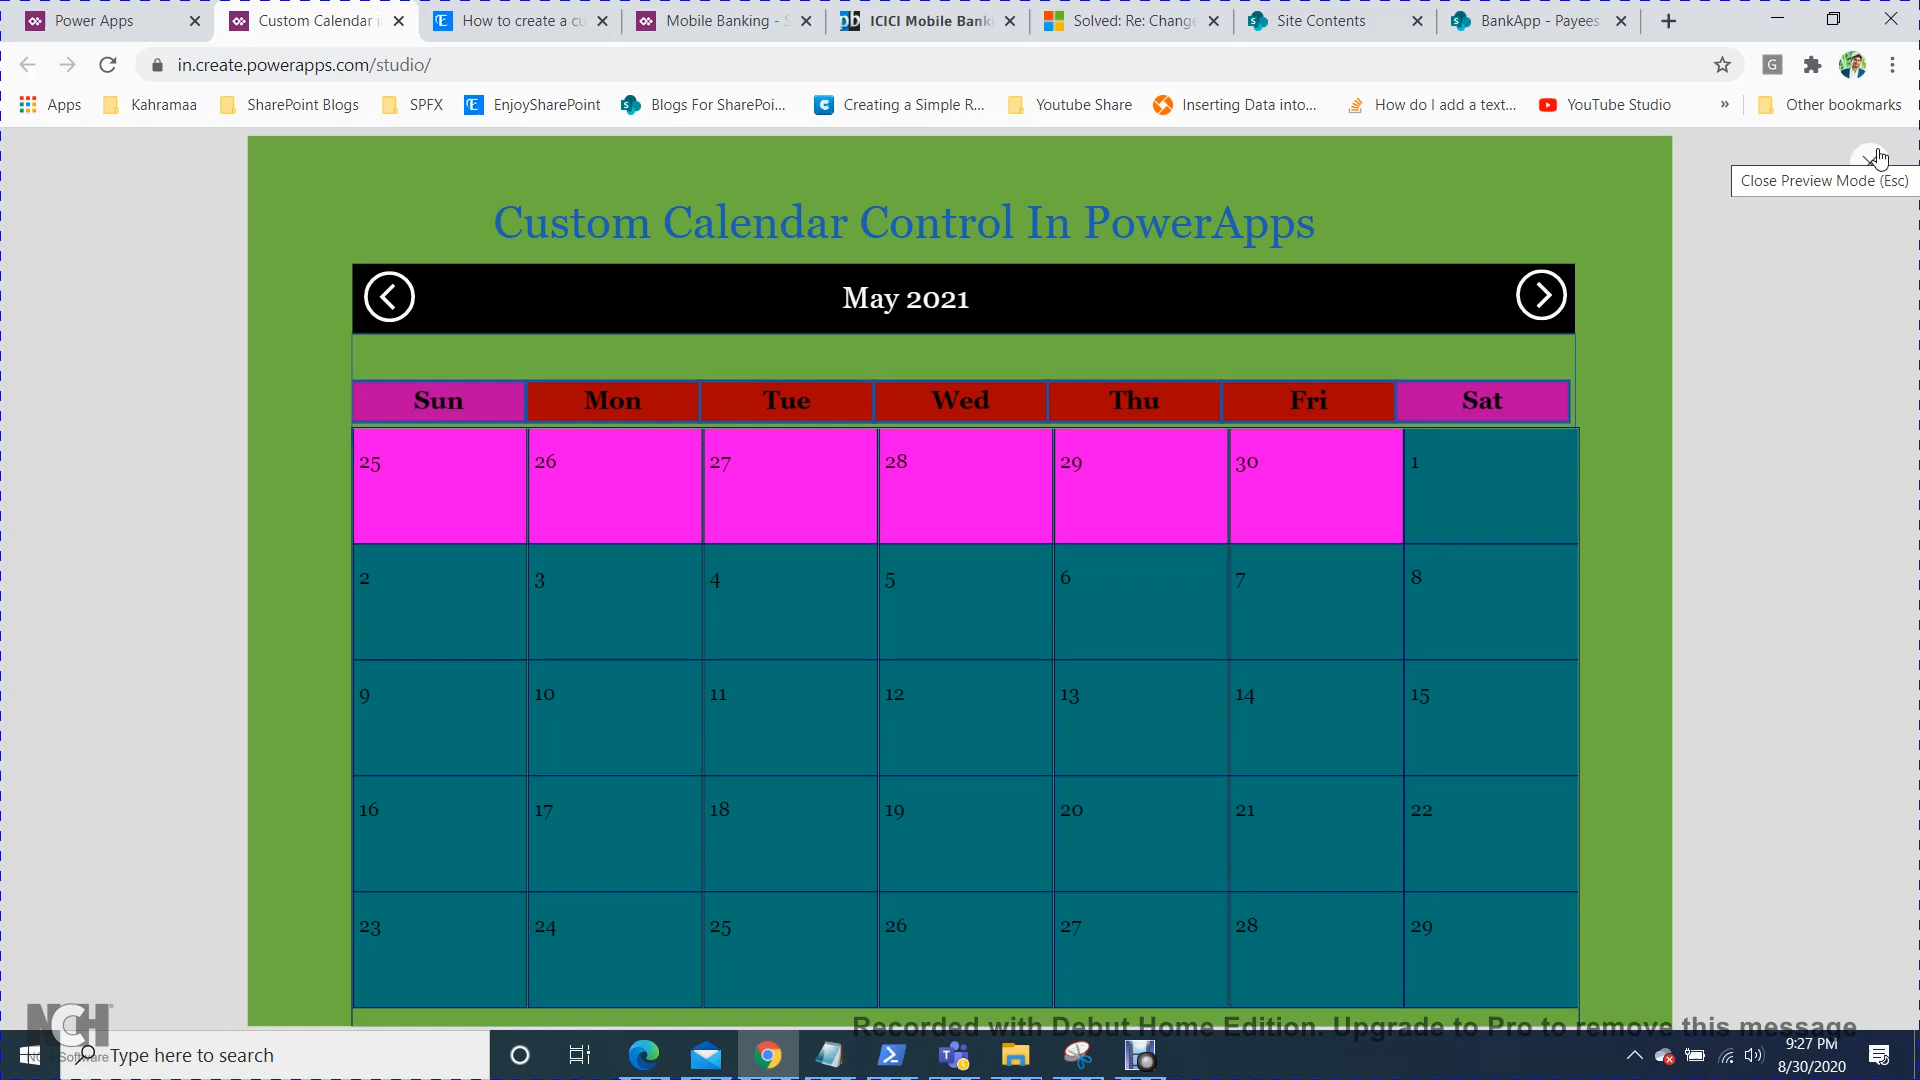 Power Apps
Custom Calendar i
How to create a cu
Mobile Banking - S
ICICI Mobile Bank
Solved: Re: Change
Site Contents
BankApp - Payees
in.create.powerapps.com/studio/
G
Apps
Kahramaa
SharePoint Blogs
SPFX
EnjoySharePoint
Blogs For SharePoi...
Creating a Simple R...
Youtube Share
Inserting Data into...
How do I add a text...
YouTube Studio
»
Other bookmarks
Close Preview Mode (Esc)
Custom Calendar Control In PowerApps
May 2021
Sun Mon Tue Wed Thu Fri Sat
25 26 27 28 29 30 1
2 3 4 5 6 7 8
9 10 11 12 13 14 15
16 17 18 19 20 21 22
23 24 25 26 27 28 29
NCH
Software
Recorded with Debut Home Edition. Upgrade to Pro to remove this message
Type here to search
9:27 PM
8/30/2020